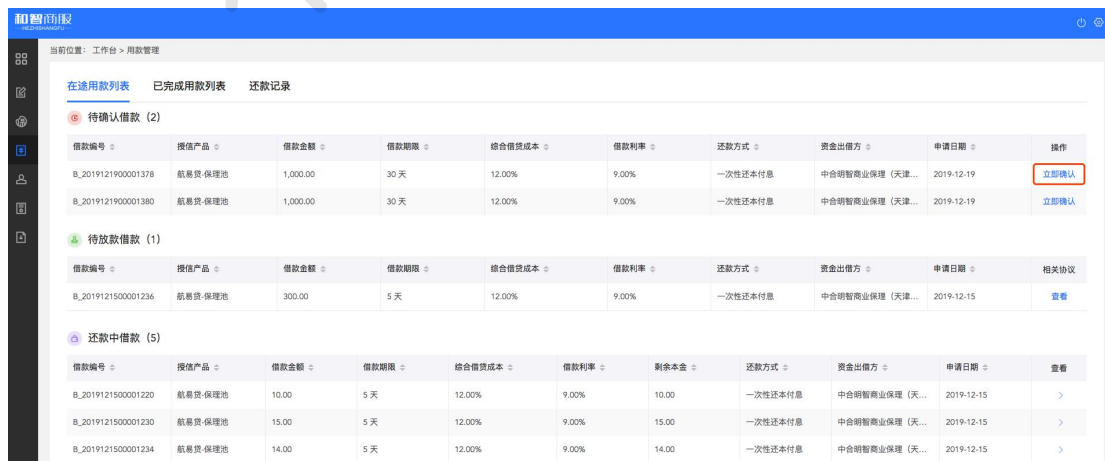 和智商服
HEZHISHANGFU
当前位置： 工作台 > 用款管理
在途用款列表 已完成用款列表 还款记录
待确认借款（2）
借款编号 授信产品 借款金额 借款期限 综合借贷成本 借款利率 还款方式 资金出借方 申请日期 操作
B_2019121900001378 航易贷-保理池 1,000.00 30 天 12.00% 9.00% 一次性还本付息 中合明智商业保理（天津... 2019-12-19 立即确认
B_2019121900001380 航易贷-保理池 1,000.00 30 天 12.00% 9.00% 一次性还本付息 中合明智商业保理（天津... 2019-12-19 立即确认
待放款借款（1）
借款编号 授信产品 借款金额 借款期限 综合借贷成本 借款利率 还款方式 资金出借方 申请日期 相关协议
B_2019121500001236 航易贷-保理池 300.00 5 天 12.00% 9.00% 一次性还本付息 中合明智商业保理（天津... 2019-12-15 查看
还款中借款（5）
借款编号 授信产品 借款金额 借款期限 综合借贷成本 借款利率 剩余本金 还款方式 资金出借方 申请日期 查看
B_2019121500001220 航易贷-保理池 10.00 5 天 12.00% 9.00% 10.00 一次性还本付息 中合明智商业保理（天... 2019-12-15 >
B_2019121500001230 航易贷-保理池 15.00 5 天 12.00% 9.00% 15.00 一次性还本付息 中合明智商业保理（天... 2019-12-15 >
B_2019121500001234 航易贷-保理池 14.00 5 天 12.00% 9.00% 14.00 一次性还本付息 中合明智商业保理（天... 2019-12-15 >